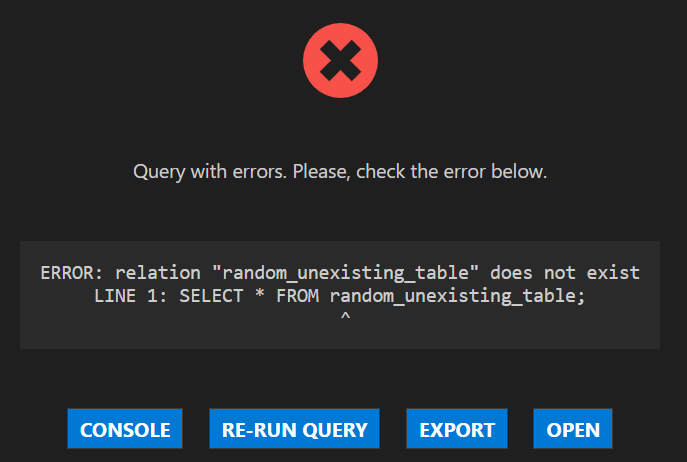 Query with errors. Please, check the error below.
ERROR: relation "random_unexisting_table" does not exist
LINE 1: SELECT * FROM random_unexisting_table;
^
CONSOLE RE-RUN QUERY EXPORT OPEN